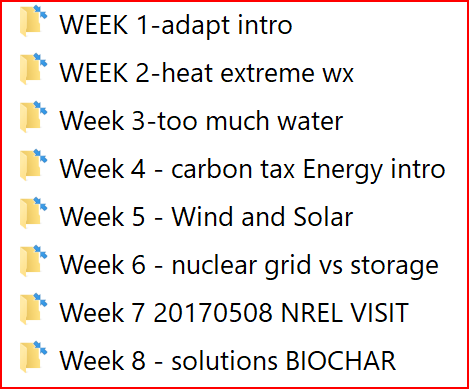 WEEK 1-adapt intro
WEEK 2-heat extreme wx
Week 3-too much water
Week 4 - carbon tax Energy intro
Week 5 - Wind and Solar
Week 6 - nuclear grid vs storage
Week 7 20170508 NREL VISIT
Week 8 - solutions BIOCHAR